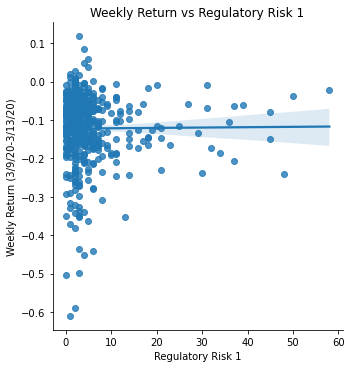 Weekly Return vs Regulatory Risk 1
0.1
0.0
−0.1
−0.2
−0.3
−0.4
−0.5
−0.6
Weekly Return (3/9/20-3/13/20)
0 10 20 30 40 50 60
Regulatory Risk 1